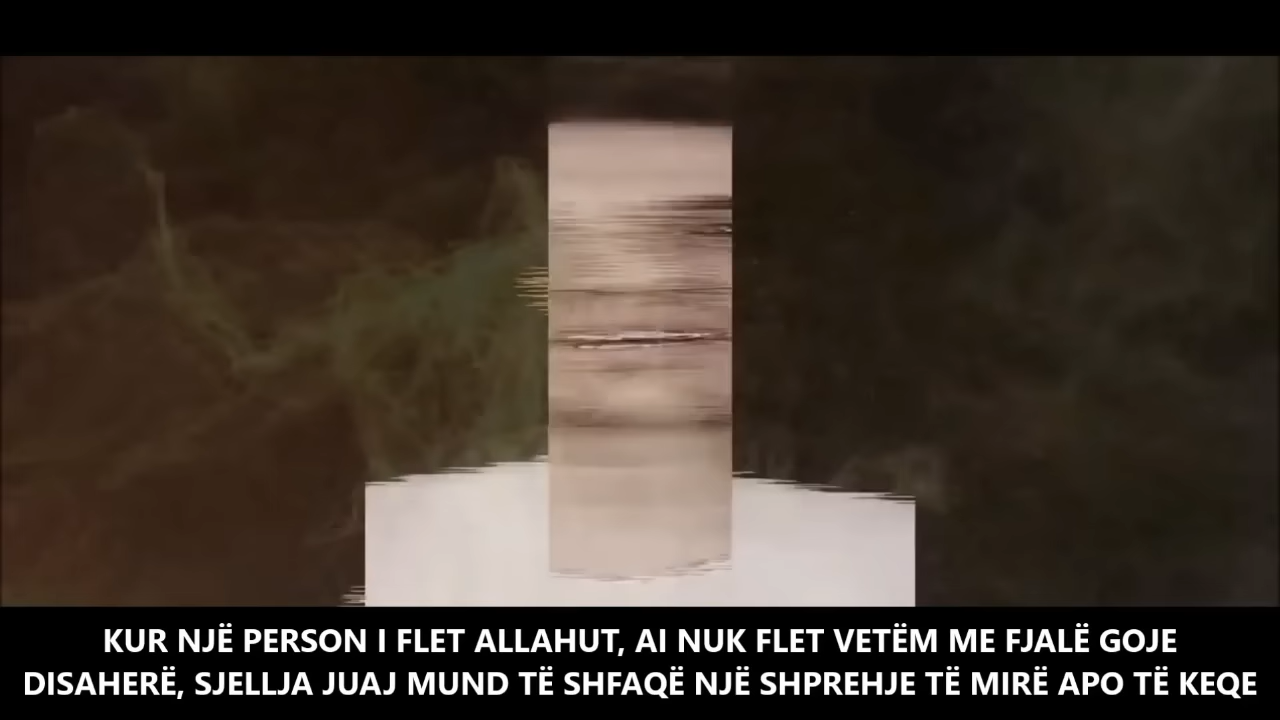 KUR NJË PERSON I FLET ALLAHUT, AI NUK FLET VETËM ME FJALË GOJE
DISAHERË, SJELLJA JUAJ MUND TË SHFAQË NJË SHPREHJE TË MIRË APO TË KEQE